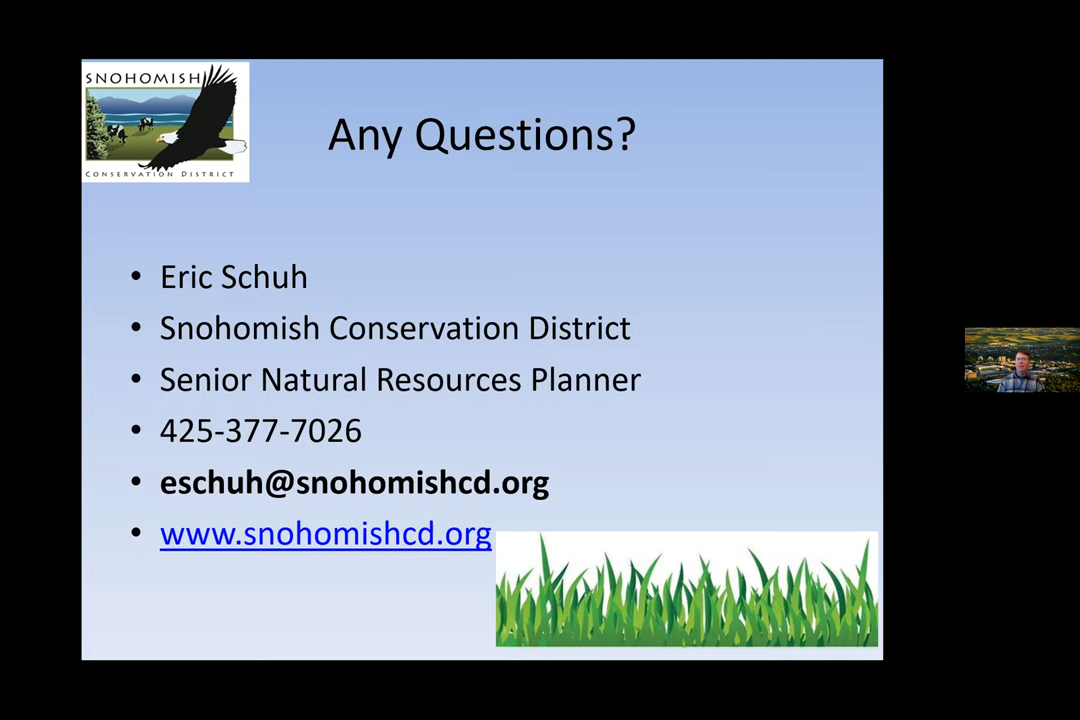 SNOHOMISH
CONSERVATION DISTRICT
Any Questions?
• Eric Schuh
• Snohomish Conservation District
• Senior Natural Resources Planner
• 425-377-7026
• eschuh@snohomishcd.org
• www.snohomishcd.org